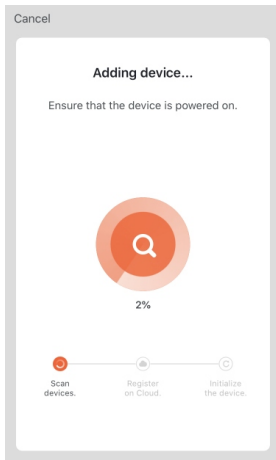 Cancel
Adding device...
Ensure that the device is powered on.
2%
Scan
devices.
Register
on Cloud.
Initialize
the device.